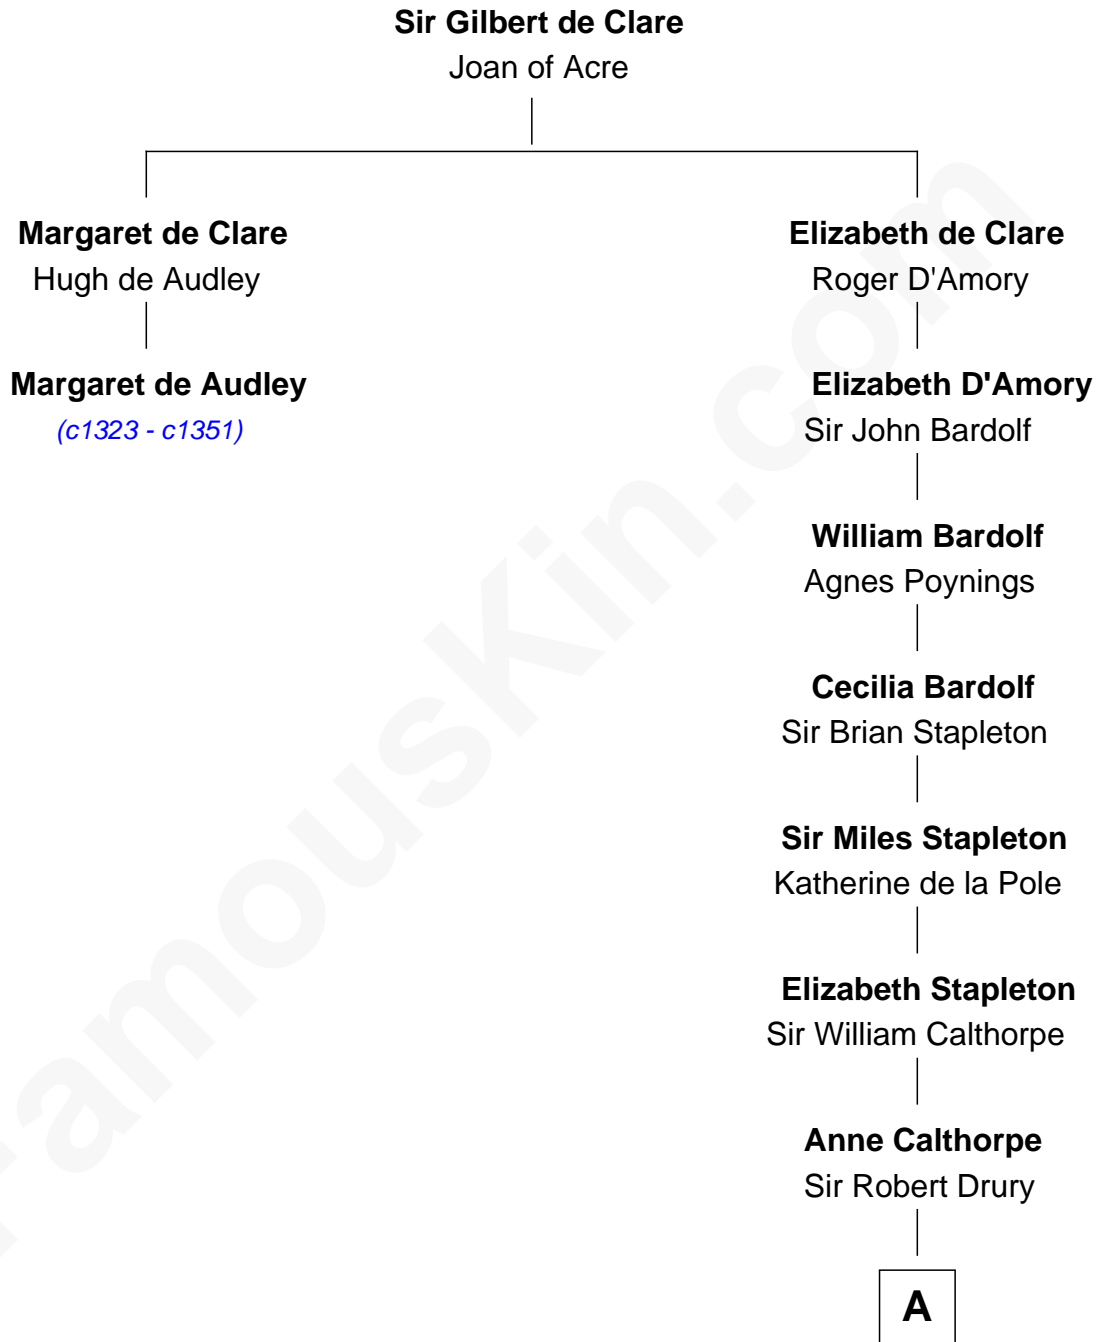 Sir Gilbert de Clare
Joan of Acre
Margaret de Clare
Hugh de Audley
Margaret de Audley
(c1323 - c1351)
Elizabeth de Clare
Roger D'Amory
Elizabeth D'Amory
Sir John Bardolf
William Bardolf
Agnes Poynings
Cecilia Bardolf
Sir Brian Stapleton
Sir Miles Stapleton
Katherine de la Pole
Elizabeth Stapleton
Sir William Calthorpe
Anne Calthorpe
Sir Robert Drury
A
FamousKin.com